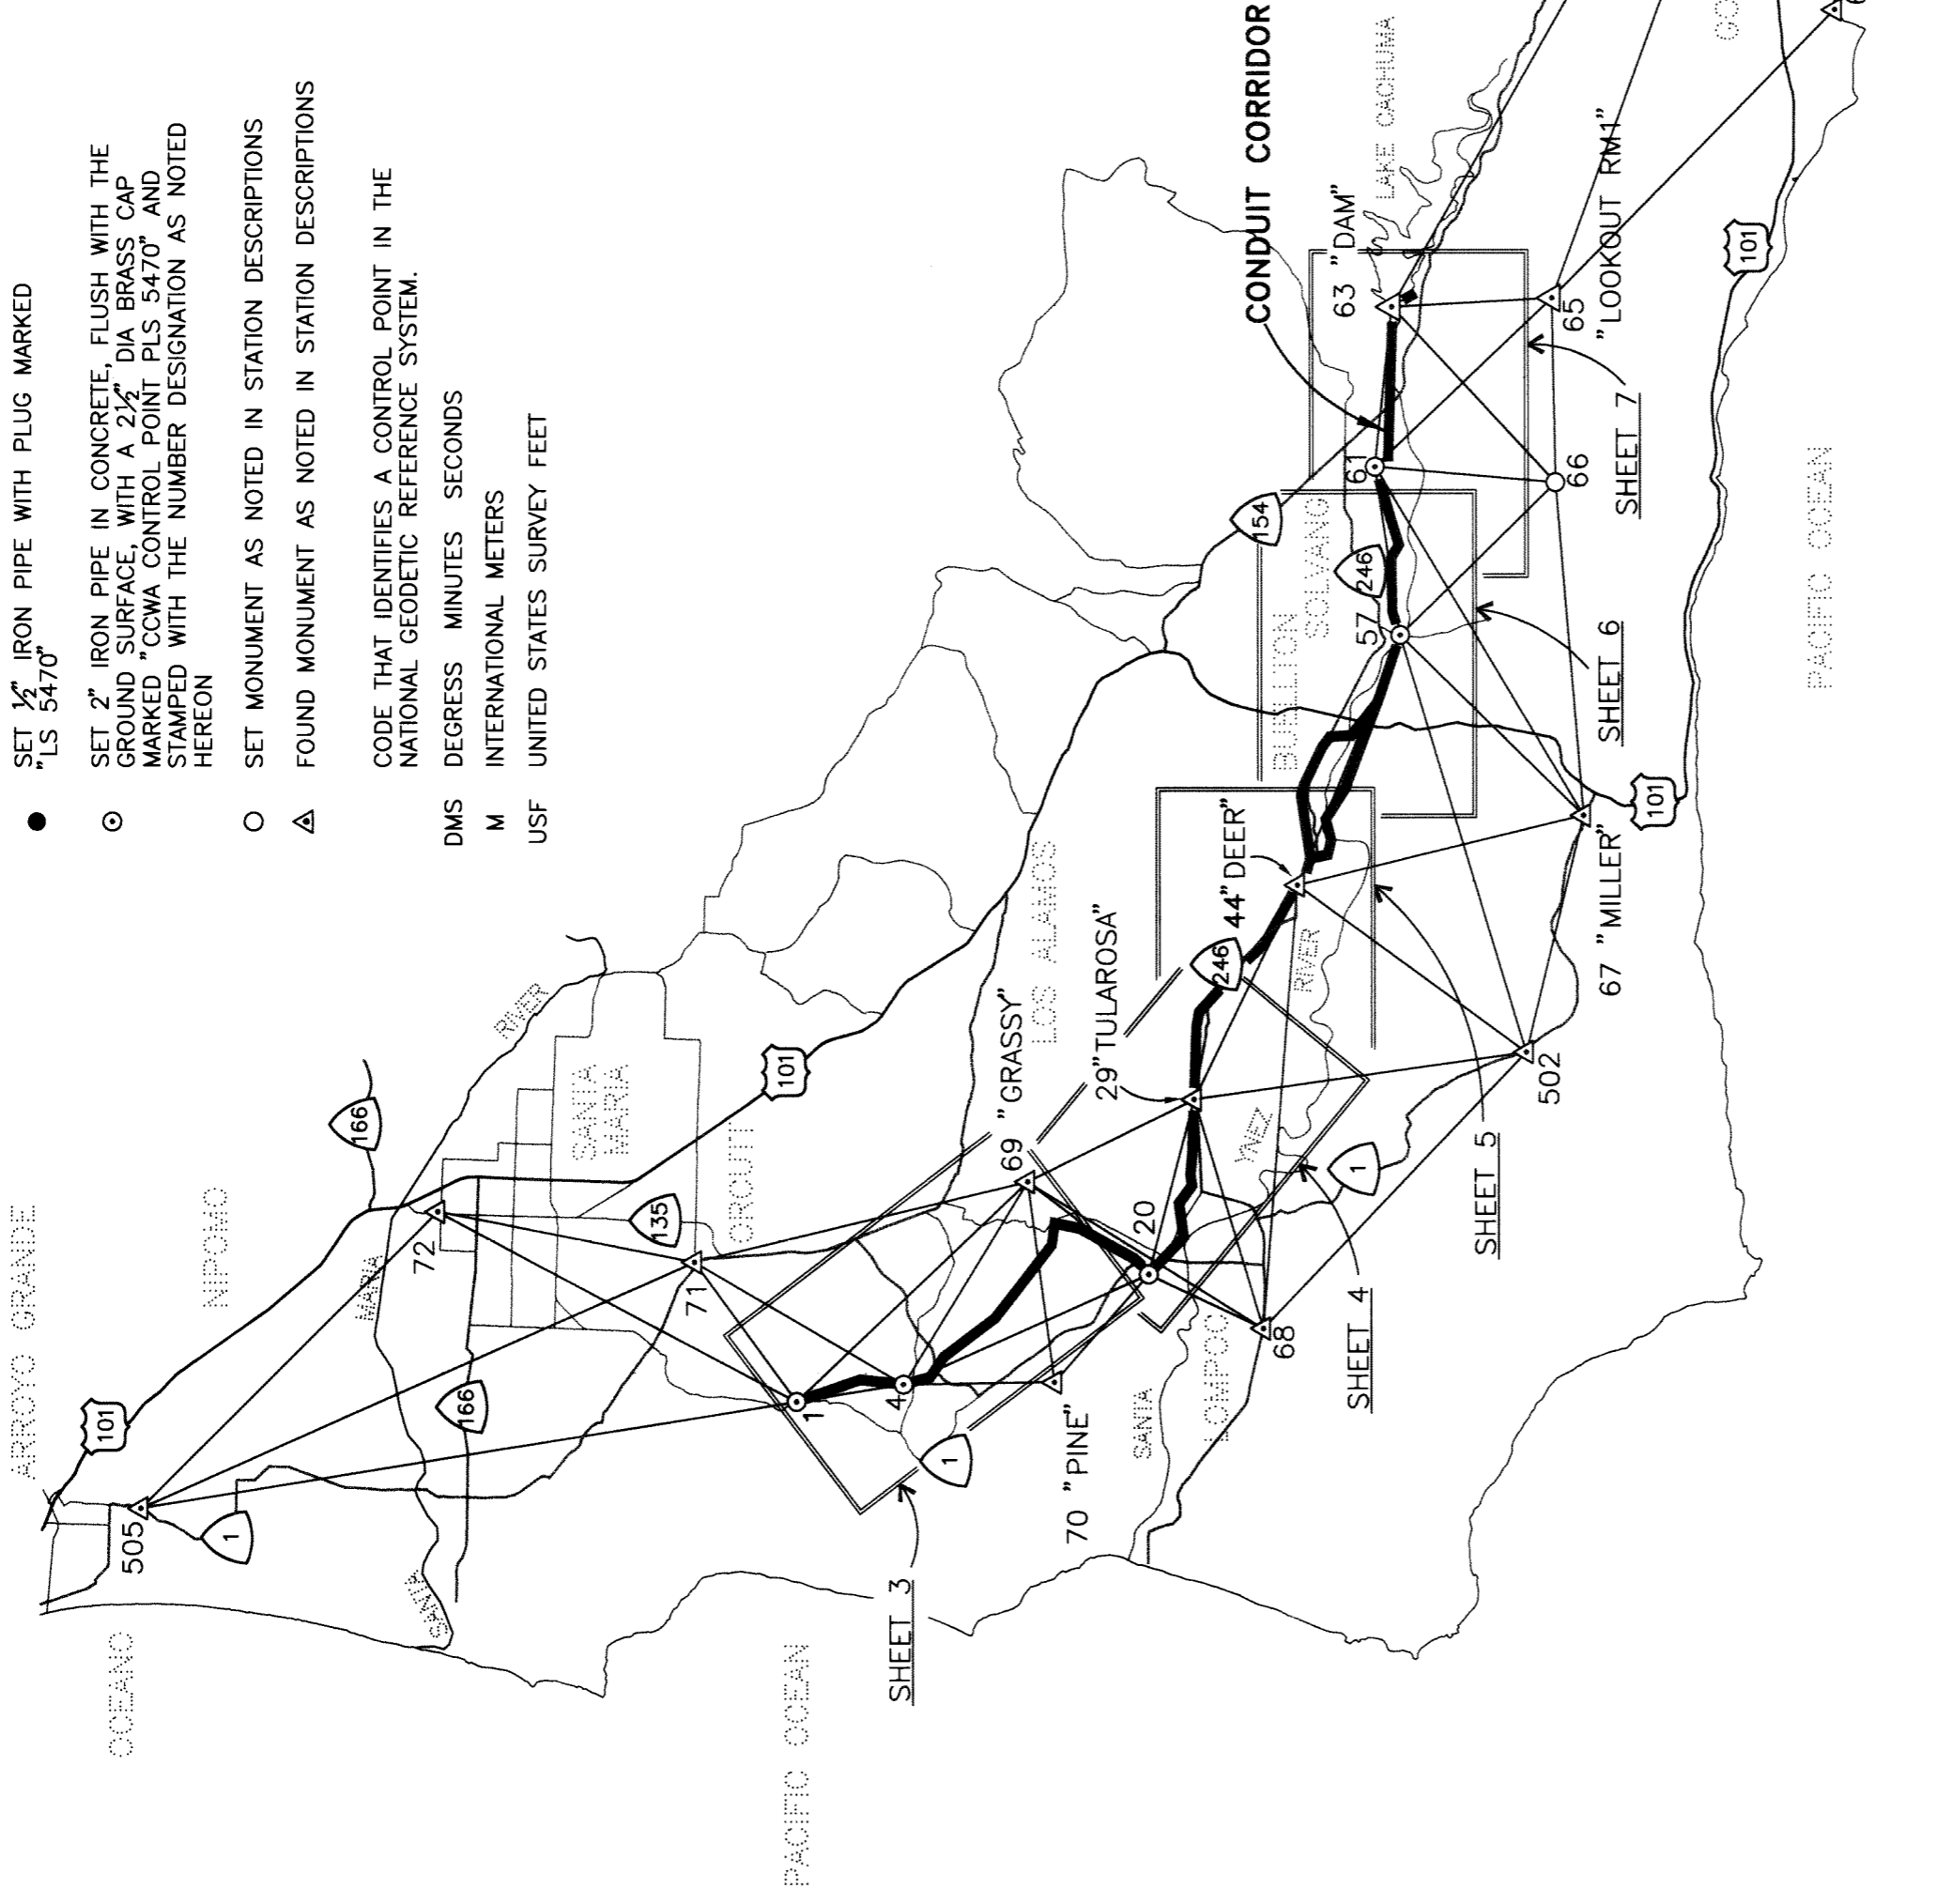 SET ½" IRON PIPE WITH PLUG MARKED
"LS 5470"
SET 2" IRON PIPE IN CONCRETE, FLUSH WITH THE
GROUND SURFACE, WITH A 2½" DIA BRASS CAP
MARKED "CCWA CONTROL POINT PLS 5470" AND
STAMPED WITH THE NUMBER DESIGNATION AS NOTED
HEREON
SET MONUMENT AS NOTED IN STATION DESCRIPTIONS
FOUND MONUMENT AS NOTED IN STATION DESCRIPTIONS
CODE THAT IDENTIFIES A CONTROL POINT IN THE
NATIONAL GEODETIC REFERENCE SYSTEM.
DMS DEGRESS MINUTES SECONDS
M INTERNATIONAL METERS
USF UNITED STATES SURVEY FEET
ARROYO GRANDE
OCEANO
NIPOMO
101
505
1
166
72
166
SANTA
MARIA
RIVER
SANTA
MARIA
135
71
ORCUTT
101
PACIFIC OCEAN
SHEET 3
1
4
1
69 "GRASSY"
LOS ALAMOS
70 "PINE"
29 "TULAROSA"
20
SANTA
YNEZ
RIVER
LOMPOC
68
SHEET 4
1
246
44 "DEER"
SHEET 5
502
67 "MILLER"
101
BUELLTON
SOLVANG
154
246
57
SHEET 6
61
66
SHEET 7
CONDUIT CORRIDOR
63 "DAM"
LAKE CACHUMA
65
"LOOKOUT RM1"
101
PACIFIC OCEAN